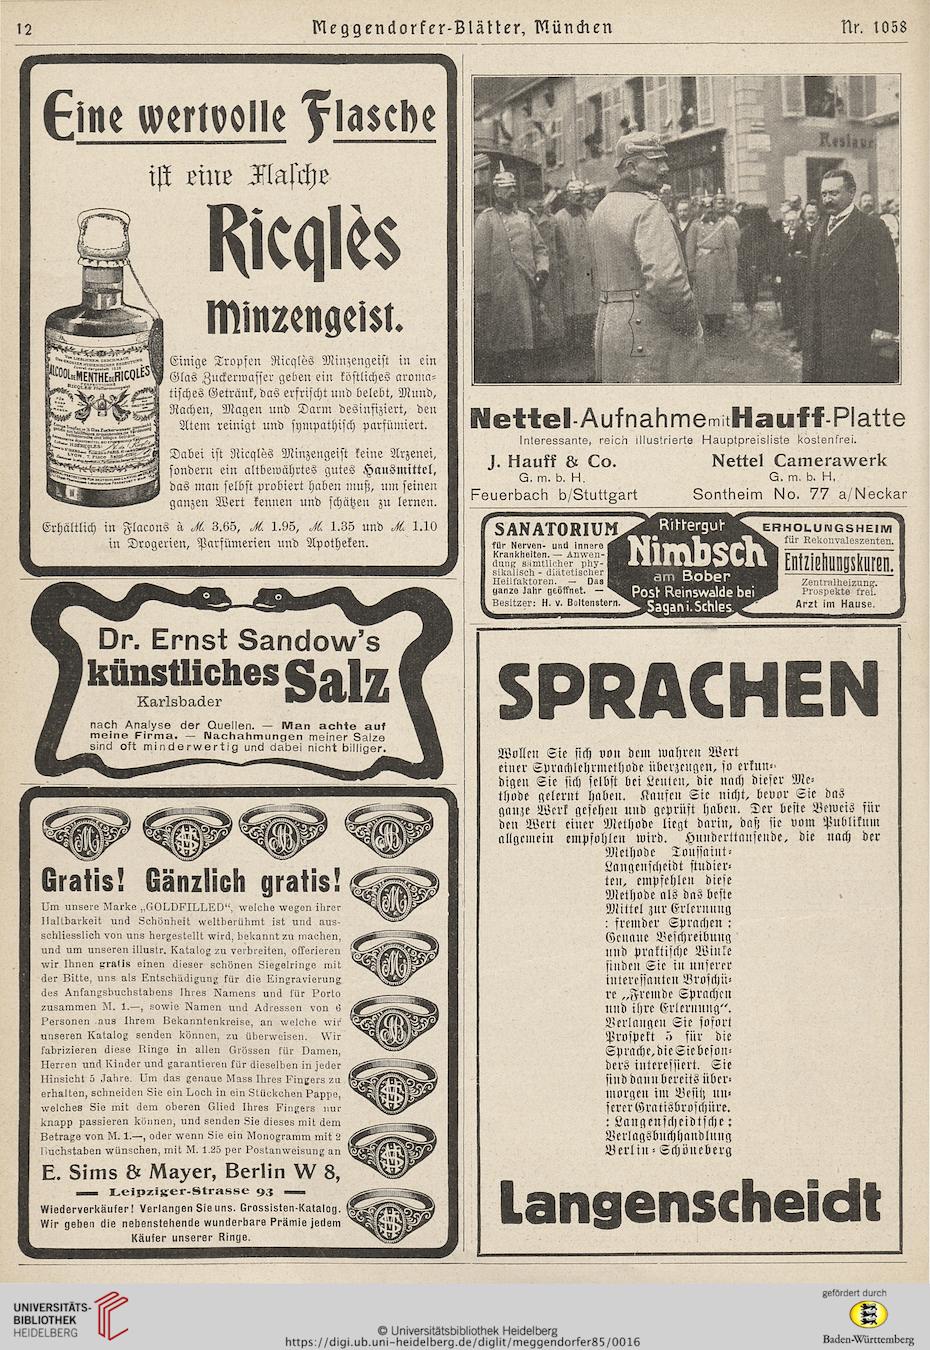 12
Meggendorfer-Blätter, München
Nr. 1058
Eine wertvolle Flasche
ist eine Flasche
Ricqlès
Minzengeist.
ALCOOL DE MENTHE DE RICQLÈS
Einige Tropfen Ricqlès Minzengeist in ein
Glas Zuckerwasser geben ein köstliches aroma-
tisches Getränk, das erfrischt und belebt, Mund,
Rachen, Magen und Darm desinfiziert, den
Atem reinigt und sympathisch parfümiert.
Dabei ist Ricqlès Minzengeist keine Arzenei,
sondern ein altbewährtes gutes Hausmittel,
das man selbst probiert haben muß, um seinen
ganzen Wert kennen und schätzen zu lernen.
Erhältlich in Flacons à ℳ 3.65, ℳ 1.95, ℳ 1.35 und ℳ 1.10
in Drogerien, Parfümerien und Apotheken.
Dr. Ernst Sandow's
künstliches Salz
Karlsbader
nach Analyse der Quellen. — Man achte auf
meine Firma. — Nachahmungen meiner Salze
sind oft minderwertig und dabei nicht billiger.
Gratis! Gänzlich gratis!
Um unsere Marke „GOLDFILLED“, welche wegen ihrer
Haltbarkeit und Schönheit weltberühmt ist und aus-
schliesslich von uns hergestellt wird, bekannt zu machen,
und um unseren illustr. Katalog zu verbreiten, offerieren
wir Ihnen gratis einen dieser schönen Siegelringe mit
der Bitte, uns als Entschädigung für die Eingravierung
des Anfangsbuchstabens Ihres Namens und für Porto
zusammen M. 1.—, sowie Namen und Adressen von 6
Personen aus Ihrem Bekanntenkreise, an welche wir
unseren Katalog senden können, zu überweisen. Wir
fabrizieren diese Ringe in allen Grössen für Damen,
Herren und Kinder und garantieren für dieselben in jeder
Hinsicht 5 Jahre. Um das genaue Mass Ihres Fingers zu
erhalten, schneiden Sie ein Loch in ein Stückchen Pappe,
welches Sie mit dem oberen Glied Ihres Fingers nur
knapp passieren können, und senden Sie dieses mit dem
Betrage von M. 1.—, oder wenn Sie ein Monogramm mit 2
Buchstaben wünschen, mit M. 1.25 per Postanweisung an
E. Sims & Mayer, Berlin W 8,
Leipziger-Strasse 93
Wiederverkäufer! Verlangen Sie uns. Grossisten-Katalog.
Wir geben die nebenstehende wunderbare Prämie jedem
Käufer unserer Ringe.
Restaur
Nettel-Aufnahme mit Hauff-Platte
Interessante, reich illustrierte Hauptpreisliste kostenfrei.
J. Hauff & Co.
G. m. b. H.
Feuerbach b/Stuttgart
Nettel Camerawerk
G. m. b. H.
Sontheim No. 77 a/Neckar
SANATORIUM
für Nerven- und innere
Krankheiten. — Anwen-
dung sämtlicher phy-
sikalisch-diätetischer
Heilfaktoren. — Das
ganze Jahr geöffnet. —
Besitzer: H. v. Boltenstern.
Rittergut
Nimbsch
am Bober
Post Reinswalde bei
Sagan i. Schles.
ERHOLUNGSHEIM
für Rekonvaleszenten.
Entziehungskuren.
Zentralheizung.
Prospekte frei.
Arzt im Hause.
SPRACHEN
Wollen Sie sich von dem wahren Wert
einer Sprachlehrmethode überzeugen, so erkun-
digen Sie sich selbst bei Leuten, die nach dieser Me-
thode gelernt haben. Kaufen Sie nicht, bevor Sie das
ganze Werk gesehen und geprüft haben. Der beste Beweis für
den Wert einer Methode liegt darin, daß sie vom Publikum
allgemein empfohlen wird. Hunderttausende, die nach der
Methode Toussaint-
Langenscheidt studier-
ten, empfehlen diese
Methode als das beste
Mittel zur Erlernung
: fremder Sprachen :
Genaue Beschreibung
und praktische Winke
finden Sie in unserer
interessanten Broschü-
re „Fremde Sprachen
und ihre Erlernung“.
Verlangen Sie sofort
Prospekt 5 für die
Sprache, die Sie beson-
ders interessiert. Sie
sind dann bereits über-
morgen im Besitz un-
serer Gratisbroschüre.
: Langenscheidtsche :
Verlagsbuchhandlung
Berlin-Schöneberg
Langenscheidt
UNIVERSITÄTS-
BIBLIOTHEK
HEIDELBERG
© Universitätsbibliothek Heidelberg
https://digi.ub.uni-heidelberg.de/diglit/meggendorfer85/0016
gefördert durch
Baden-Württemberg